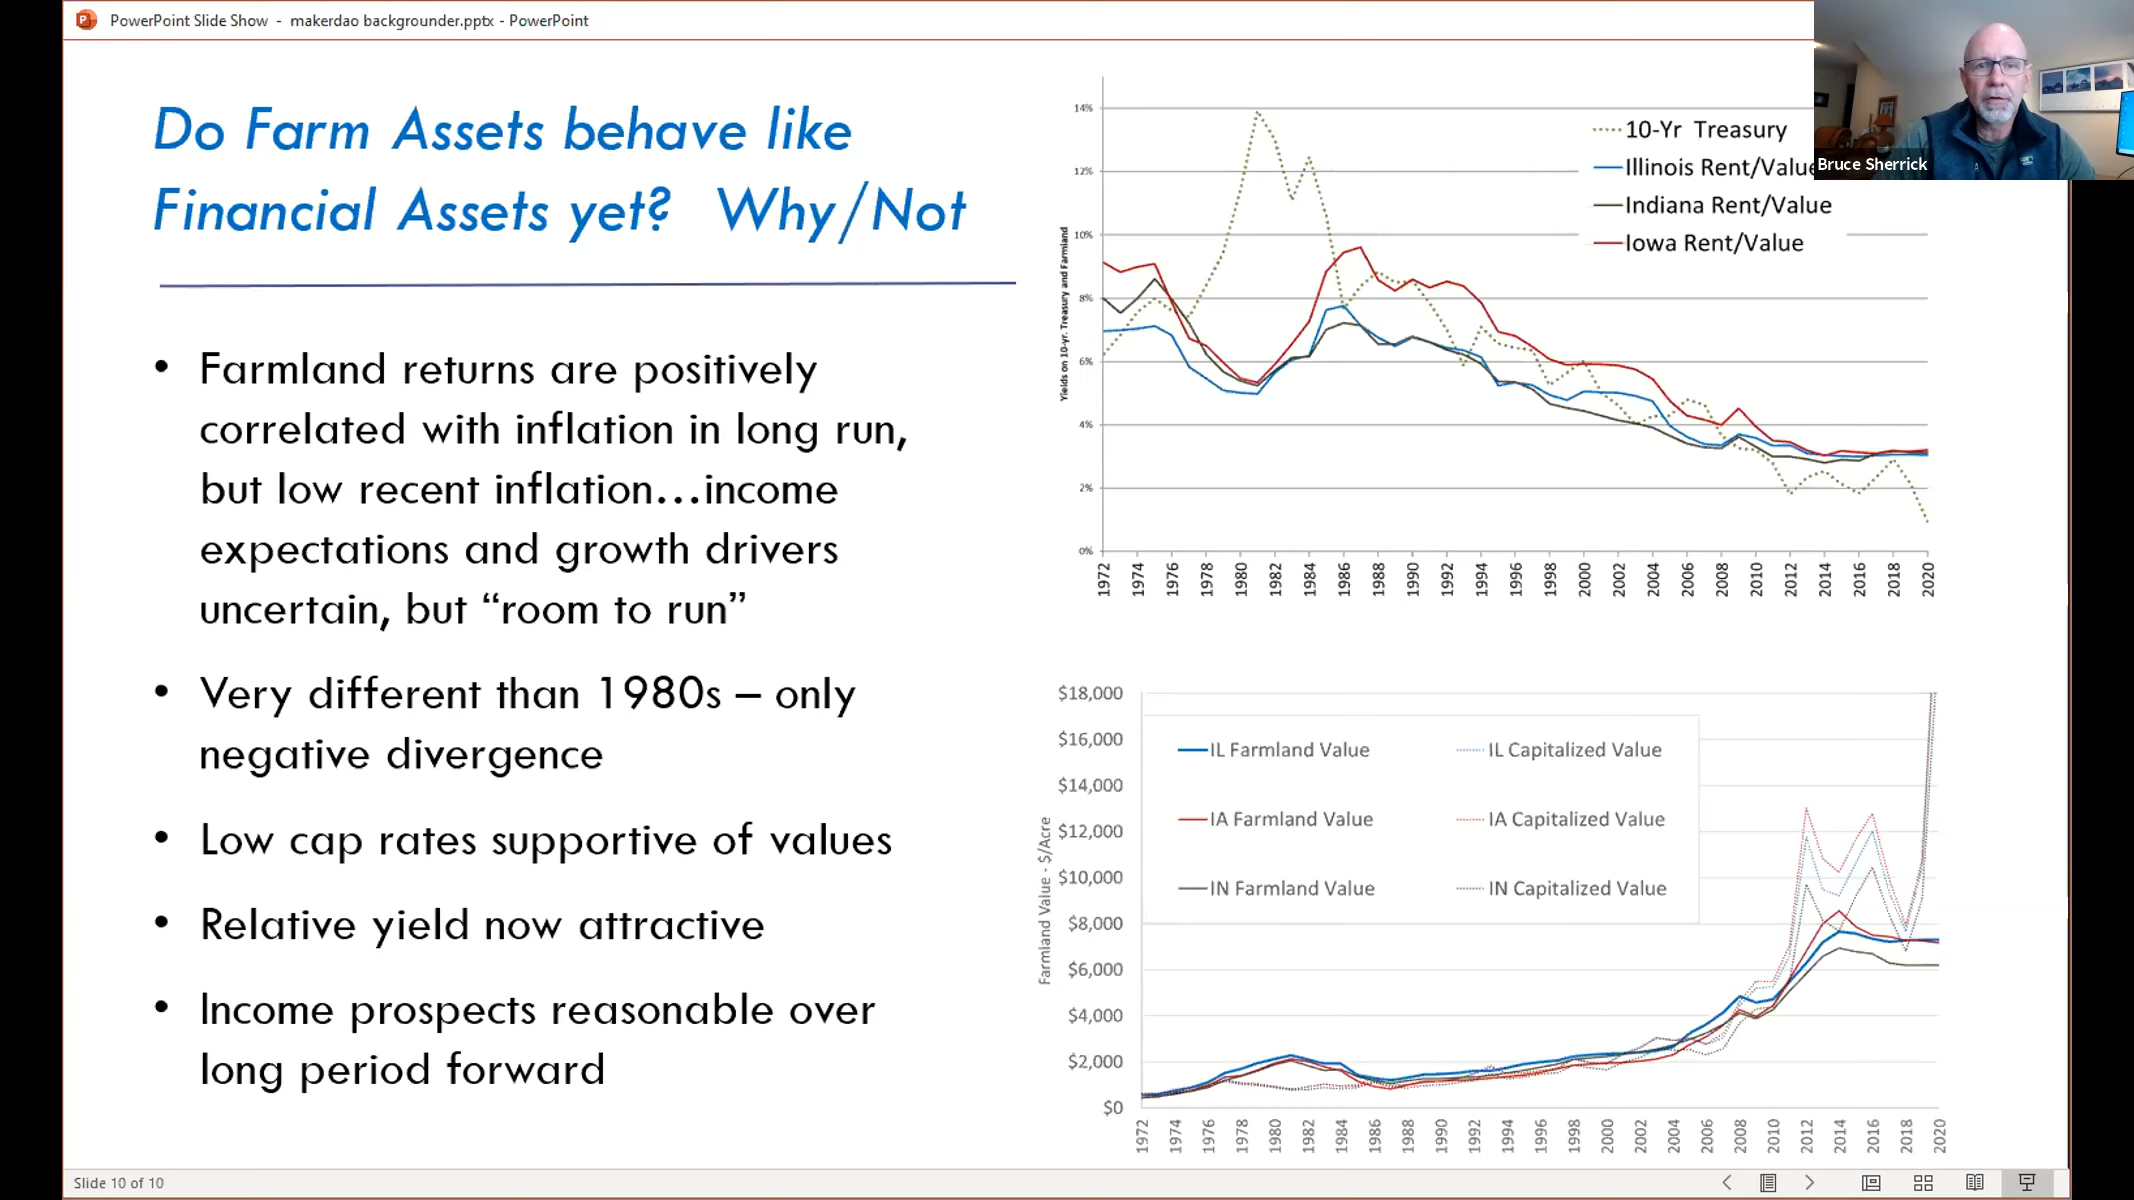 PowerPoint Slide Show - makerdao backgrounder.pptx - PowerPoint
Do Farm Assets behave like
Financial Assets yet? Why/Not
• Farmland returns are positively
correlated with inflation in long run,
but low recent inflation...income
expectations and growth drivers
uncertain, but “room to run”
• Very different than 1980s – only
negative divergence
• Low cap rates supportive of values
• Relative yield now attractive
• Income prospects reasonable over
long period forward
Yields on 10-yr. Treasury and Farmland
14%
12%
10%
8%
6%
4%
2%
0%
10-Yr Treasury
Illinois Rent/Value
Indiana Rent/Value
Iowa Rent/Value
1972 1974 1976 1978 1980 1982 1984 1986 1988 1990 1992 1994 1996 1998 2000 2002 2004 2006 2008 2010 2012 2014 2016 2018 2020
Bruce Sherrick
Farmland Value - $/Acre
$18,000
$16,000
$14,000
$12,000
$10,000
$8,000
$6,000
$4,000
$2,000
$0
IL Farmland Value IL Capitalized Value
IA Farmland Value IA Capitalized Value
IN Farmland Value IN Capitalized Value
1972 1974 1976 1978 1980 1982 1984 1986 1988 1990 1992 1994 1996 1998 2000 2002 2004 2006 2008 2010 2012 2014 2016 2018 2020
Slide 10 of 10